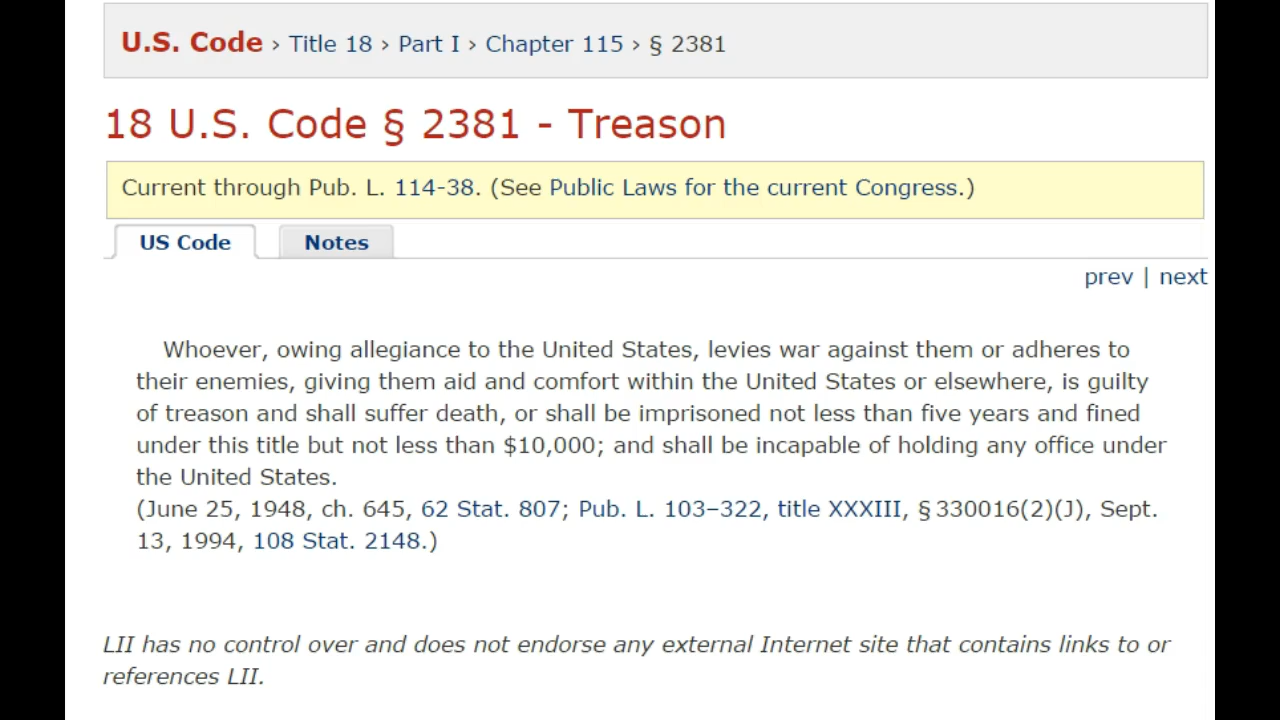 U.S. Code › Title 18 › Part I › Chapter 115 › § 2381
18 U.S. Code § 2381 - Treason
Current through Pub. L. 114-38. (See Public Laws for the current Congress.)
US Code Notes
prev | next
Whoever, owing allegiance to the United States, levies war against them or adheres to
their enemies, giving them aid and comfort within the United States or elsewhere, is guilty
of treason and shall suffer death, or shall be imprisoned not less than five years and fined
under this title but not less than $10,000; and shall be incapable of holding any office under
the United States.
(June 25, 1948, ch. 645, 62 Stat. 807; Pub. L. 103–322, title XXXIII, § 330016(2)(J), Sept.
13, 1994, 108 Stat. 2148.)
LII has no control over and does not endorse any external Internet site that contains links to or
references LII.